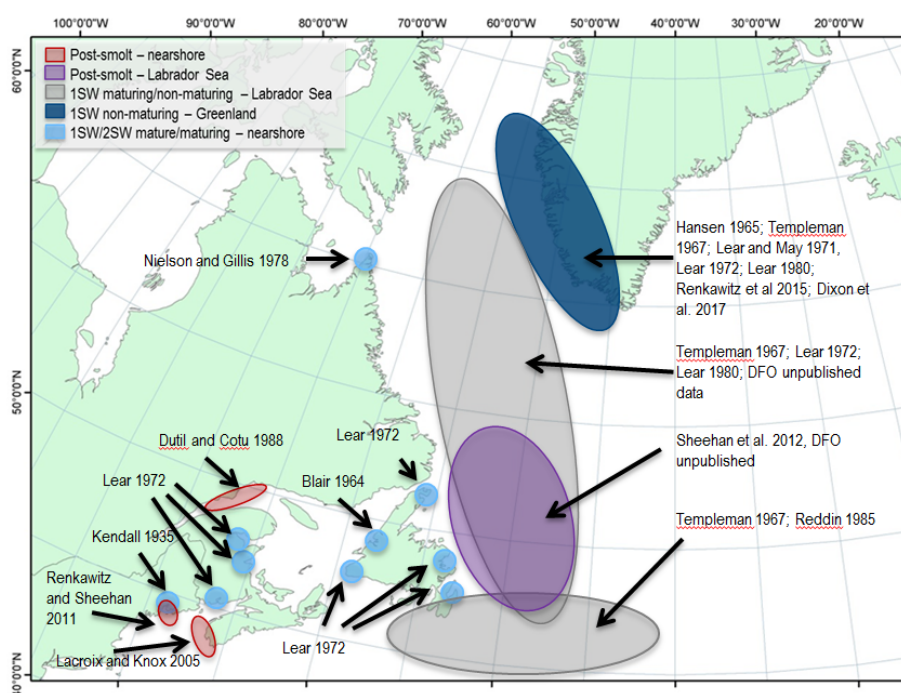 100°0'0"W
90°0'0"W
80°0'0"W
70°0'0"W
60°0'0"W
50°0'0"W
40°0'0"W
30°0'0"W
20°0'0"W
60°0'0"N
Post-smolt – nearshore
Post-smolt – Labrador Sea
1SW maturing/non-maturing – Labrador Sea
1SW non-maturing – Greenland
1SW/2SW mature/maturing – nearshore
Nielson and Gillis 1978
Hansen 1965; Templeman
1967; Lear and May 1971,
Lear 1972; Lear 1980;
Renkawitz et al 2015; Dixon et
al. 2017
Templeman 1967; Lear 1972;
Lear 1980; DFO unpublished
data
50°0'0"N
Dutil and Cotu 1988
Lear 1972
Sheehan et al. 2012, DFO
unpublished
Lear 1972
Blair 1964
Templeman 1967; Reddin 1985
Kendall 1935
Renkawitz
and Sheehan
2011
Lear 1972
Lacroix and Knox 2005
40°0'0"N